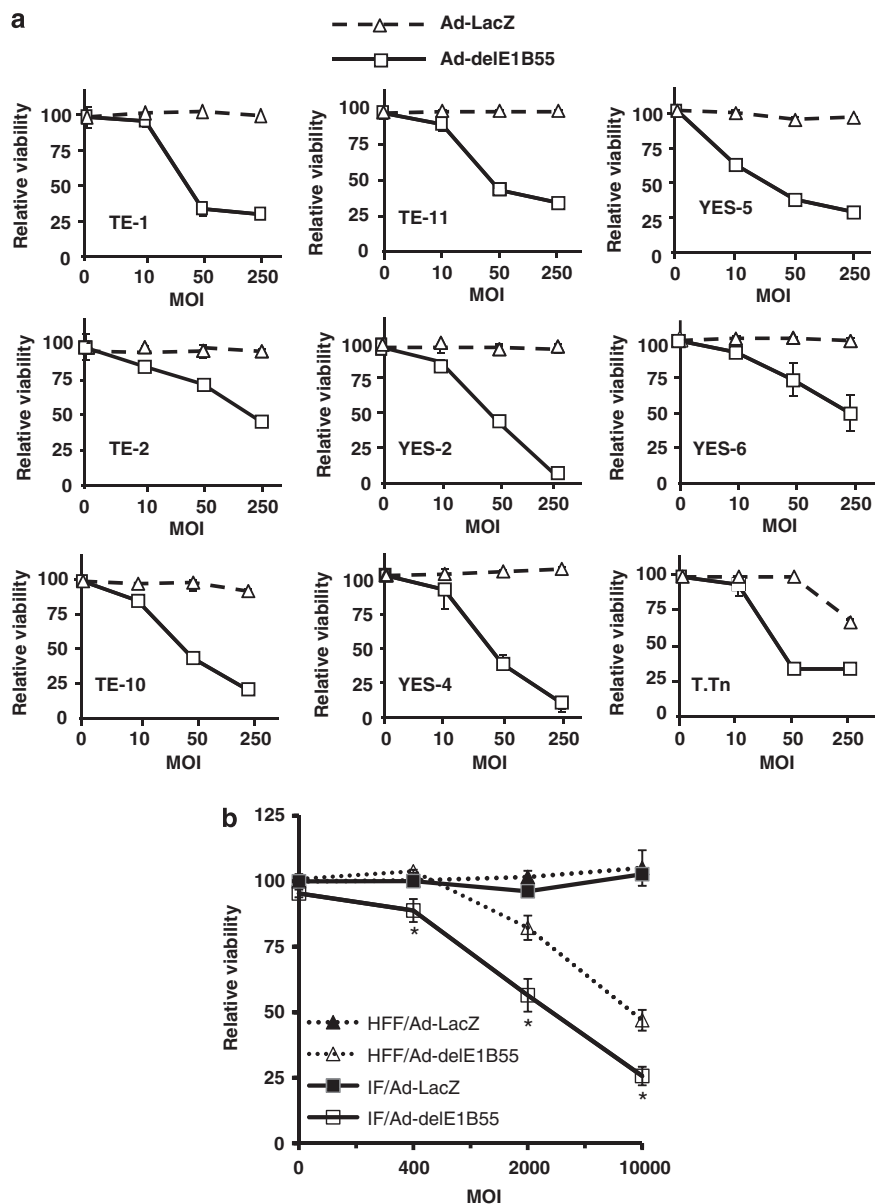 a
Ad-LacZ
Ad-delE1B55
Relative viability
100
75
50
25
0
TE-1
0 10 50 250
MOI
Relative viability
100
75
50
25
0
TE-11
0 10 50 250
MOI
Relative viability
100
75
50
25
0
YES-5
0 10 50 250
MOI
Relative viability
100
75
50
25
0
TE-2
0 10 50 250
MOI
Relative viability
100
75
50
25
0
YES-2
0 10 50 250
MOI
Relative viability
100
75
50
25
0
YES-6
0 10 50 250
MOI
Relative viability
100
75
50
25
0
TE-10
0 10 50 250
MOI
Relative viability
100
75
50
25
0
YES-4
0 10 50 250
MOI
Relative viability
100
75
50
25
0
T.Tn
0 10 50 250
MOI
b
Relative viability
125
100
75
50
25
0
*
*
*
HFF/Ad-LacZ
HFF/Ad-delE1B55
IF/Ad-LacZ
IF/Ad-delE1B55
0 400 2000 10000
MOI